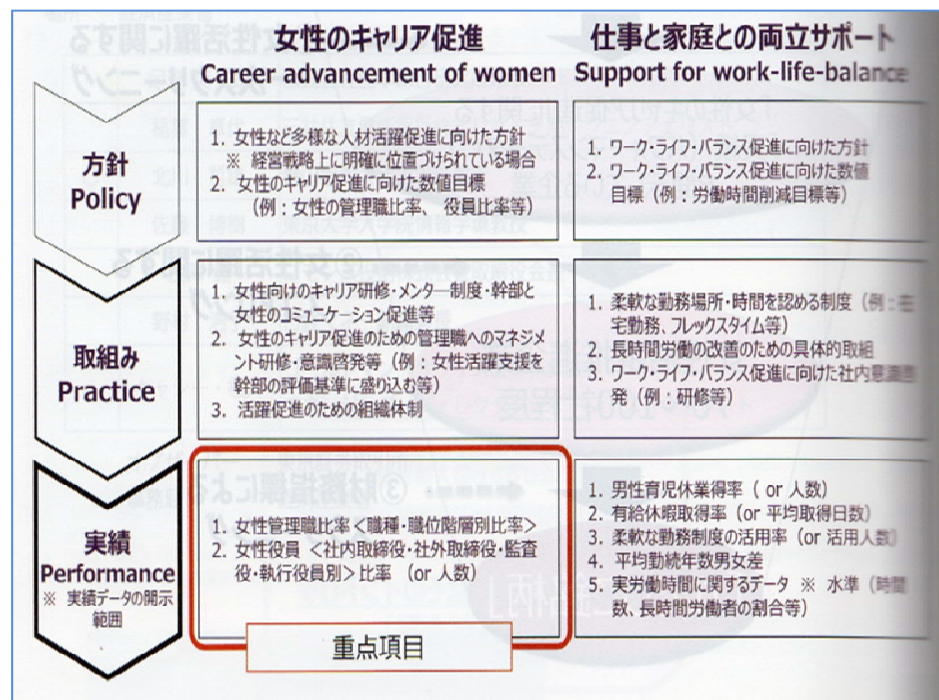 女性のキャリア促進
Career advancement of women
仕事と家庭との両立サポート
Support for work-life-balance
方針
Policy
1. 女性など多様な人材活躍促進に向けた方針
※ 経営戦略上に明確に位置づけられている場合
2. 女性のキャリア促進に向けた数値目標
（例：女性の管理職比率、役員比率等）
1. ワーク・ライフ・バランス促進に向けた方針
2. ワーク・ライフ・バランス促進に向けた数値
目標（例：労働時間削減目標等）
取組み
Practice
1. 女性向けのキャリア研修・メンター制度・幹部と
女性のコミュニケーション促進等
2. 女性のキャリア促進のための管理職へのマネジメ
ント研修・意識啓発等（例：女性活躍支援を
幹部の評価基準に盛り込む等）
3. 活躍促進のための組織体制
1. 柔軟な勤務場所・時間を認める制度（例：在
宅勤務、フレックスタイム等）
2. 長時間労働の改善のための具体的取組
3. ワーク・ライフ・バランス促進に向けた社内意識啓
発（例：研修等）
実績
Performance
※ 実績データの開示
範囲
1. 女性管理職比率＜職種・職位階層別比率＞
2. 女性役員 ＜社内取締役・社外取締役・監査
役・執行役員別＞比率 （or 人数）
重点項目
1. 男性育児休業得率（ or 人数）
2. 有給休暇取得率（or 平均取得日数）
3. 柔軟な勤務制度の活用率（or 活用人数）
4. 平均勤続年数男女差
5. 実労働時間に関するデータ ※ 水準（時間
数、長時間労働者の割合等）